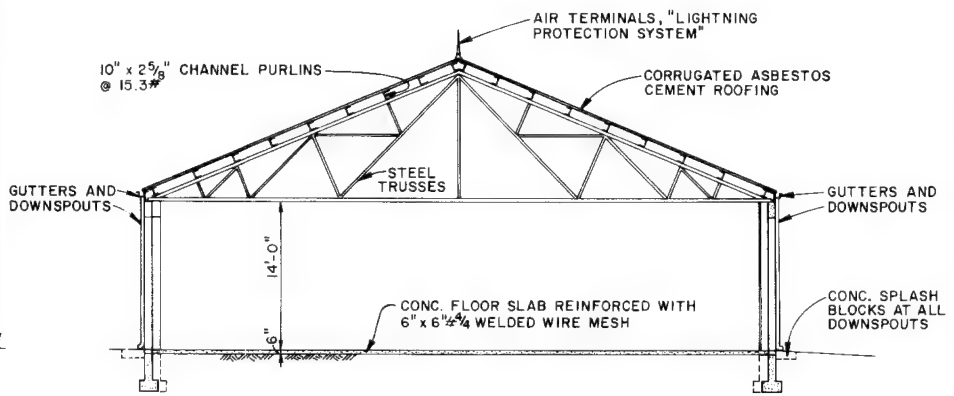 AIR TERMINALS, "LIGHTNING
PROTECTION SYSTEM"
10" x 2 5/8" CHANNEL PURLINS
@ 15.3#
CORRUGATED ASBESTOS
CEMENT ROOFING
STEEL
TRUSSES
GUTTERS AND
DOWNSPOUTS
GUTTERS AND
DOWNSPOUTS
14'-0"
CONC. FLOOR SLAB REINFORCED WITH
6" x 6" 4/4 WELDED WIRE MESH
6"
CONC. SPLASH
BLOCKS AT ALL
DOWNSPOUTS